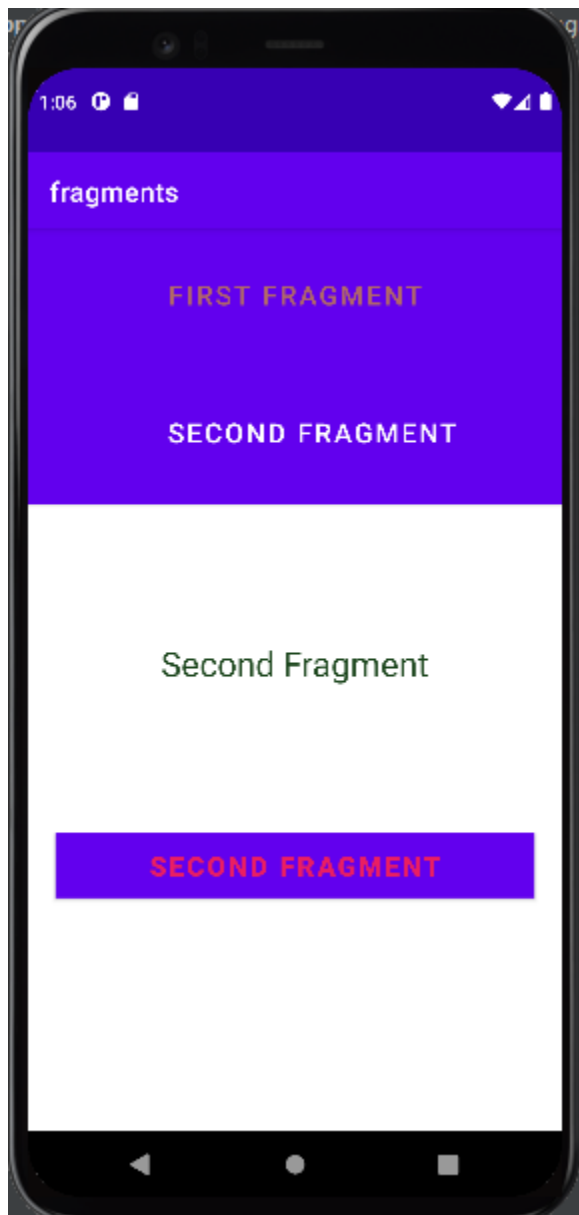 1:06
fragments
FIRST FRAGMENT
SECOND FRAGMENT
Second Fragment
SECOND FRAGMENT